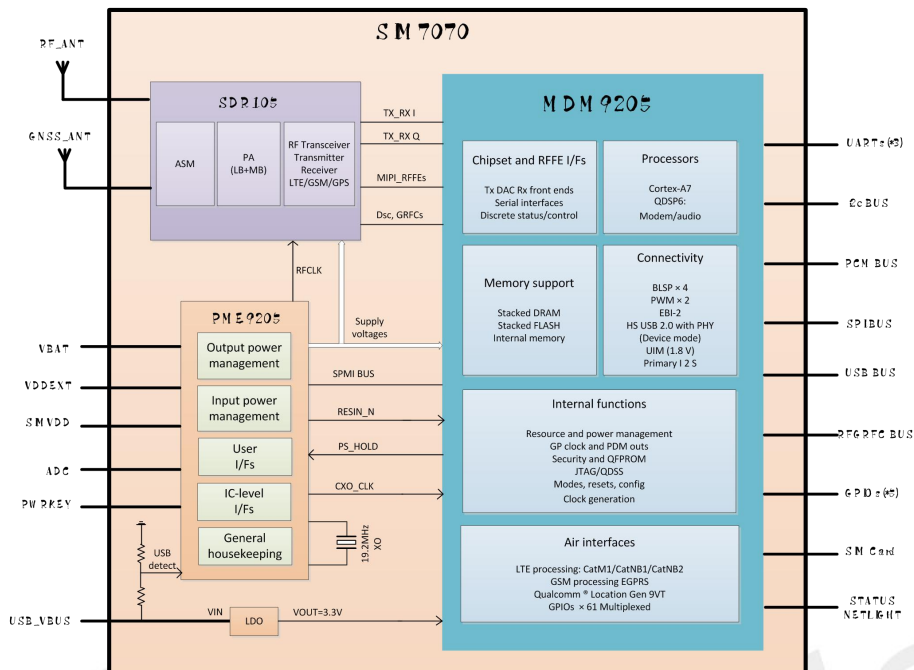 SIM7070
RF_ANT
GNSS_ANT
SDR105
ASM
PA
(LB+MB)
RF Transceiver
Transmitter
Receiver
LTE/GSM/GPS
TX_RX I
TX_RX Q
MIPI_RFFEs
Dsc, GRFCs
RFCLK
Supply
voltages
PME9205
Output power
management
Input power
management
User
I/Fs
IC-level
I/Fs
General
housekeeping
VBAT
VDDEXT
SIMVDD
ADC
PWRKEY
USB
detect
USB_VBUS
VIN
LDO
VOUT=3.3V
SPMI BUS
RESIN_N
PS_HOLD
CXO_CLK
19.2MHz
XO
MDM9205
Chipset and RFFE I/Fs
Tx DAC Rx front ends
Serial interfaces
Discrete status/control
Processors
Cortex-A7
QDSP6:
Modem/audio
Memory support
Stacked DRAM
Stacked FLASH
Internal memory
Connectivity
BLSP × 4
PWM × 2
EBI-2
HS USB 2.0 with PHY
(Device mode)
UIM (1.8 V)
Primary I 2 S
Internal functions
Resource and power management
GP clock and PDM outs
Security and QFPROM
JTAG/QDSS
Modes, resets, config
Clock generation
Air interfaces
LTE processing: CatM1/CatNB1/CatNB2
GSM processing EGPRS
Qualcomm ® Location Gen 9VT
GPIOs × 61 Multiplexed
UARTs(*3)
I2c BUS
PCM BUS
SPI BUS
USB BUS
RFGRFC BUS
GPIOs(*5)
SIM Card
STATUS
NETLIGHT